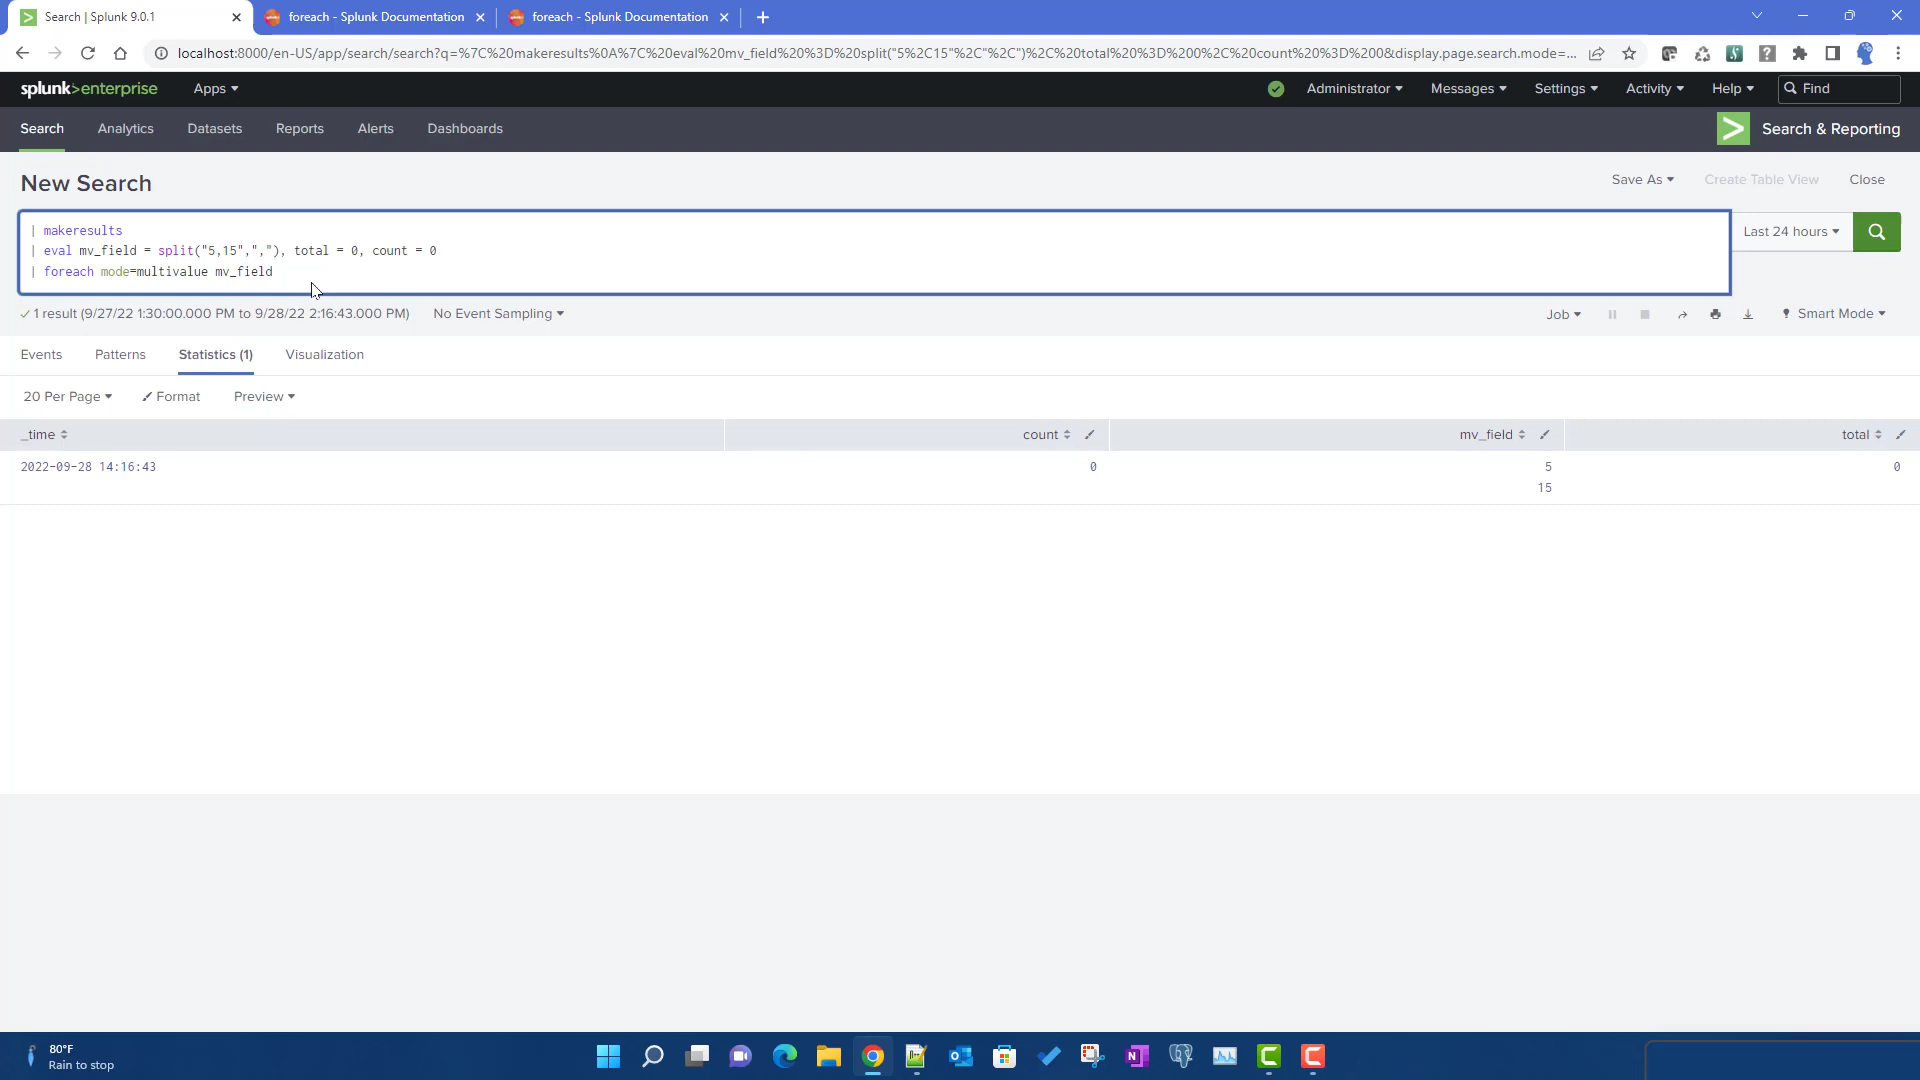 Search | Splunk 9.0.1
foreach - Splunk Documentation
foreach - Splunk Documentation
localhost:8000/en-US/app/search/search?q=%7C%20makeresults%0A%7C%20eval%20mv_field%20%3D%20split("5%2C15"%2C"%2C")%2C%20total%20%3D%200%2C%20count%20%3D%200&display.page.search.mode=...
splunk>enterprise
Apps
Administrator
Messages
Settings
Activity
Help
Find
Search
Analytics
Datasets
Reports
Alerts
Dashboards
Search & Reporting
New Search
Save As
Create Table View
Close
| makeresults
| eval mv_field = split("5,15",","), total = 0, count = 0
| foreach mode=multivalue mv_field
Last 24 hours
1 result (9/27/22 1:30:00.000 PM to 9/28/22 2:16:43.000 PM)
No Event Sampling
Job
Smart Mode
Events
Patterns
Statistics (1)
Visualization
20 Per Page
Format
Preview
_time count mv_field total
2022-09-28 14:16:43 0 5 0
15
80°F
Rain to stop